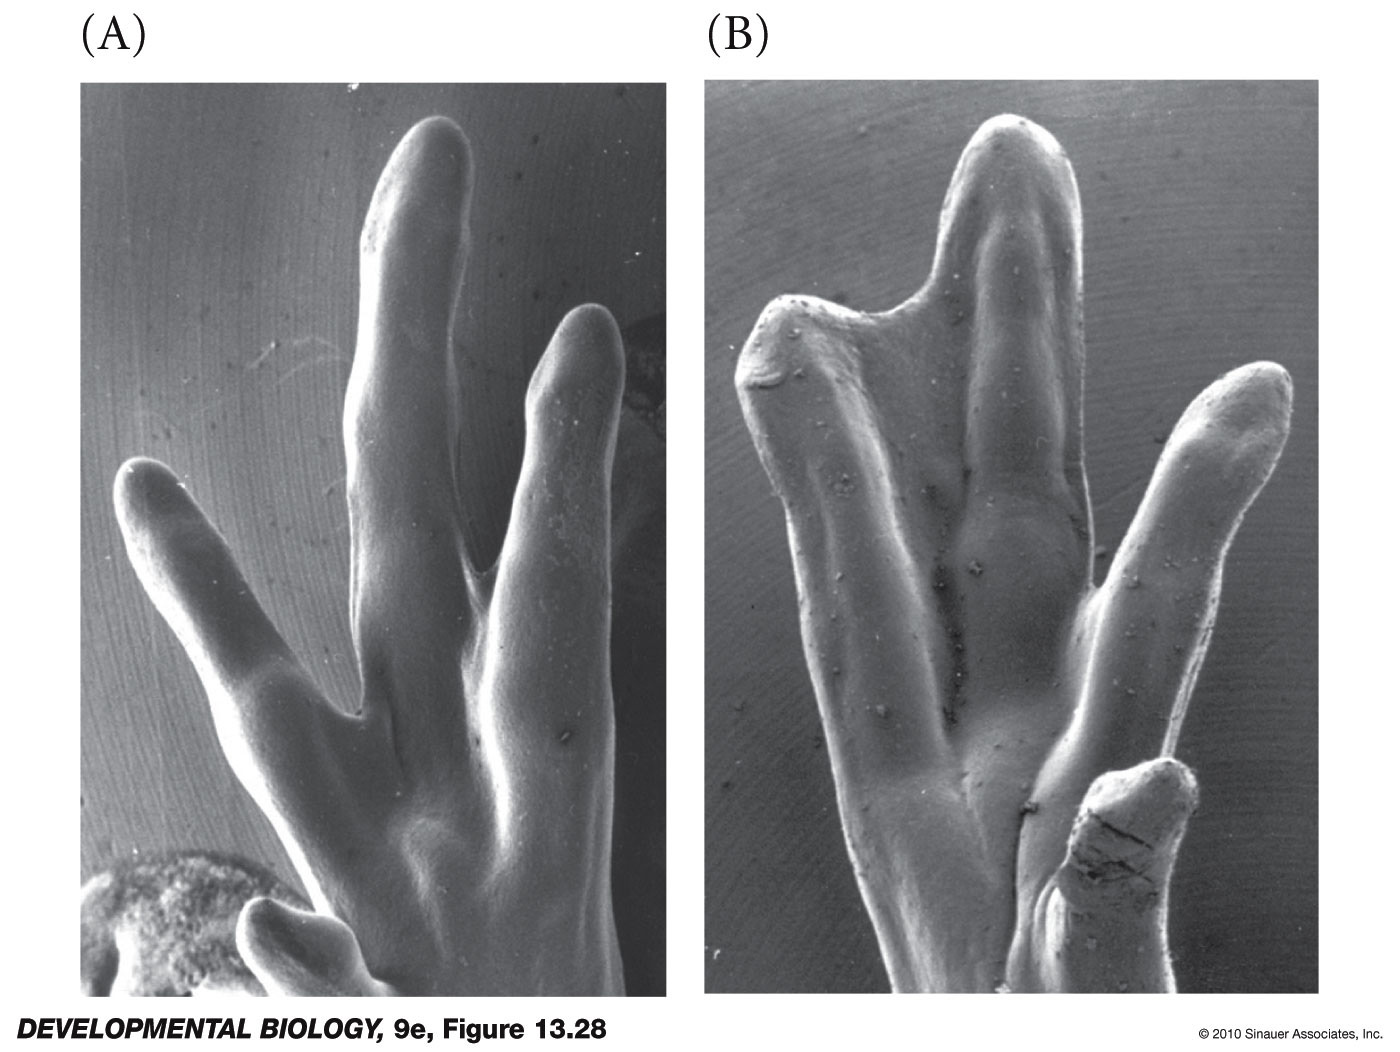 (A)
(B)
DEVELOPMENTAL BIOLOGY, 9e, Figure 13.28
© 2010 Sinauer Associates, Inc.